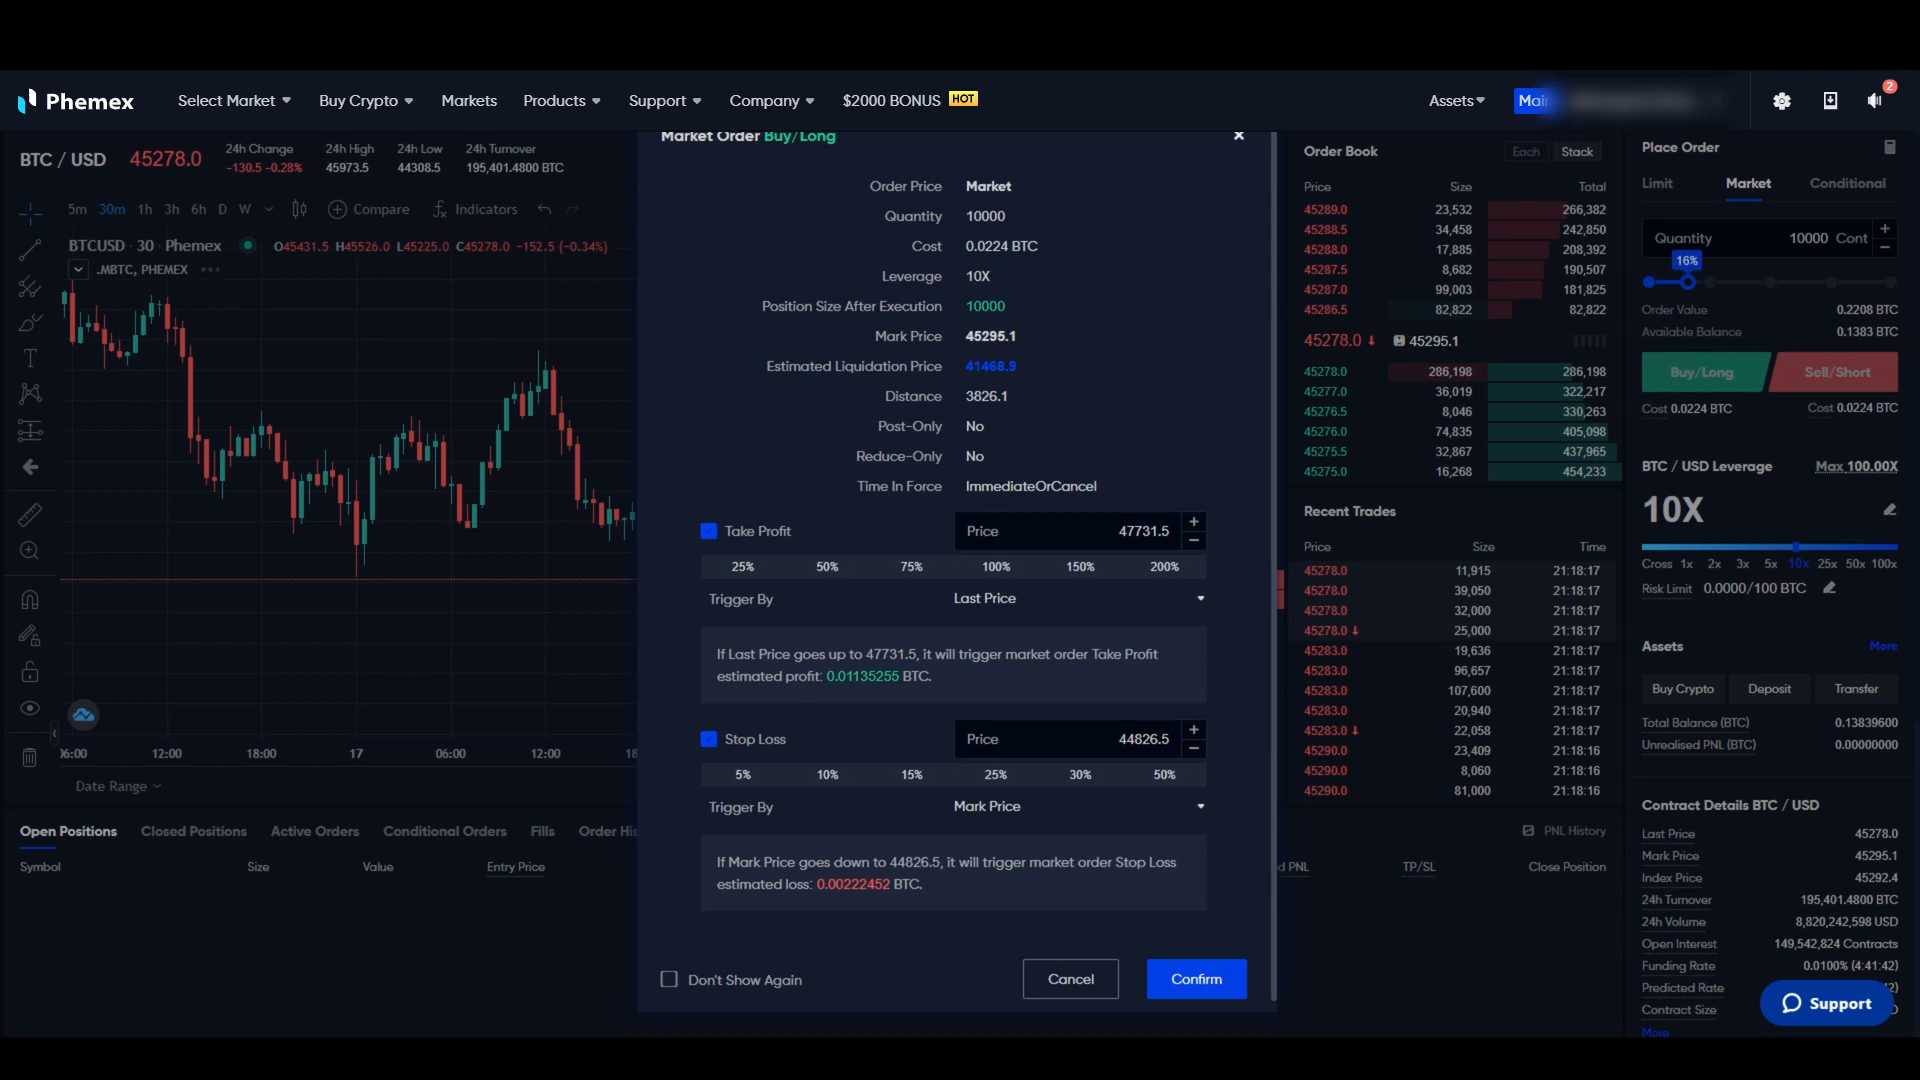 Phemex Select Market Buy Crypto Markets Products Support Company $2000 BONUS HOT Assets Mair 2
BTC / USD 45278.0
24h Change 24h High 24h Low 24h Turnover
-130.5 -0.28% 45973.5 44308.5 195,401.4800 BTC
5m 30m 1h 3h 6h D W Compare Indicators
BTCUSD · 30 · Phemex O45431.5 H45526.0 L45225.0 C45278.0 −152.5 (−0.34%)
.MBTC, PHEMEX
06:00 12:00 18:00 17 06:00 12:00 18
Date Range
Market Order Buy/Long
Order Price Market
Quantity 10000
Cost 0.0224 BTC
Leverage 10X
Position Size After Execution 10000
Mark Price 45295.1
Estimated Liquidation Price 41468.9
Distance 3826.1
Post-Only No
Reduce-Only No
Time In Force ImmediateOrCancel
Take Profit Price 47731.5
25% 50% 75% 100% 150% 200%
Trigger By Last Price
If Last Price goes up to 47731.5, it will trigger market order Take Profit
estimated profit: 0.01135255 BTC.
Stop Loss Price 44826.5
5% 10% 15% 25% 30% 50%
Trigger By Mark Price
If Mark Price goes down to 44826.5, it will trigger market order Stop Loss
estimated loss: 0.00222452 BTC.
Don't Show Again Cancel Confirm
Order Book Each Stack
Price Size Total
45289.0 23,532 266,382
45288.5 34,458 242,850
45288.0 17,885 208,392
45287.5 8,682 190,507
45287.0 99,003 181,825
45286.5 82,822 82,822
45278.0 45295.1
45278.0 286,198 286,198
45277.0 36,019 322,217
45276.5 8,046 330,263
45276.0 74,835 405,098
45275.5 32,867 437,965
45275.0 16,268 454,233
Recent Trades
Price Size Time
45278.0 11,915 21:18:17
45278.0 39,050 21:18:17
45278.0 32,000 21:18:17
45278.0 25,000 21:18:17
45283.0 19,636 21:18:17
45283.0 96,657 21:18:17
45283.0 107,600 21:18:17
45283.0 20,940 21:18:17
45283.0 22,058 21:18:17
45290.0 23,409 21:18:16
45290.0 8,060 21:18:16
45290.0 81,000 21:18:16
Place Order
Limit Market Conditional
Quantity 10000 Cont
16%
Order Value 0.2208 BTC
Available Balance 0.1383 BTC
Buy/Long Sell/Short
Cost 0.0224 BTC Cost 0.0224 BTC
BTC / USD Leverage Max 100.00X
10X
Cross 1x 2x 3x 5x 10x 25x 50x 100x
Risk Limit 0.0000/100 BTC
Assets More
Buy Crypto Deposit Transfer
Total Balance (BTC) 0.13839600
Unrealised PNL (BTC) 0.00000000
Contract Details BTC / USD
Last Price 45278.0
Mark Price 45295.1
Index Price 45292.4
24h Turnover 195,401.4800 BTC
24h Volume 8,820,242,598 USD
Open Interest 149,542,824 Contracts
Funding Rate 0.0100% (4:41:42)
Predicted Rate 2)
Contract Size D
More
Support
Open Positions Closed Positions Active Orders Conditional Orders Fills Order His PNL History
Symbol Size Value Entry Price d PNL TP/SL Close Position